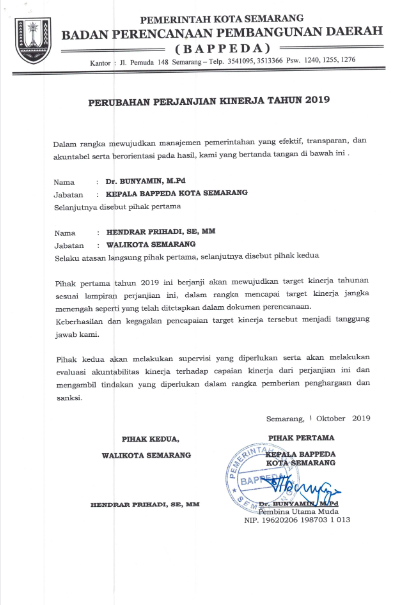 PEMERINTAH KOTA SEMARANG
BADAN PERENCANAAN PEMBANGUNAN DAERAH
( BAPPEDA )
Kantor : Jl. Pemuda 148 Semarang – Telp. 3541095, 3513366 Psw. 1240, 1255, 1276
PERUBAHAN PERJANJIAN KINERJA TAHUN 2019
Dalam rangka mewujudkan manajemen pemerintahan yang efektif, transparan, dan
akuntabel serta berorientasi pada hasil, kami yang bertanda tangan di bawah ini .
Nama : Dr. BUNYAMIN, M.Pd
Jabatan : KEPALA BAPPEDA KOTA SEMARANG
Selanjutnya disebut pihak pertama
Nama : HENDRAR PRIHADI, SE, MM
Jabatan : WALIKOTA SEMARANG
Selaku atasan langsung pihak pertama, selanjutnya disebut pihak kedua
Pihak pertama tahun 2019 ini berjanji akan mewujudkan target kinerja tahunan
sesuai lampiran perjanjian ini, dalam rangka mencapai target kinerja jangka
menengah seperti yang telah ditetapkan dalam dokumen perencanaan.
Keberhasilan dan kegagalan pencapaian target kinerja tersebut menjadi tanggung
jawab kami.
Pihak kedua akan melakukan supervisi yang diperlukan serta akan melakukan
evaluasi akuntabilitas kinerja terhadap capaian kinerja dari perjanjian ini dan
mengambil tindakan yang diperlukan dalam rangka pemberian penghargaan dan
sanksi.
Semarang, 1 Oktober 2019
PIHAK KEDUA,
WALIKOTA SEMARANG
HENDRAR PRIHADI, SE, MM
PIHAK PERTAMA
KEPALA BAPPEDA
KOTA SEMARANG
PEMERINTAH
BAPPEDA
Dr. BUNYAMIN, M.Pd
Pembina Utama Muda
NIP. 19620206 198703 1 013